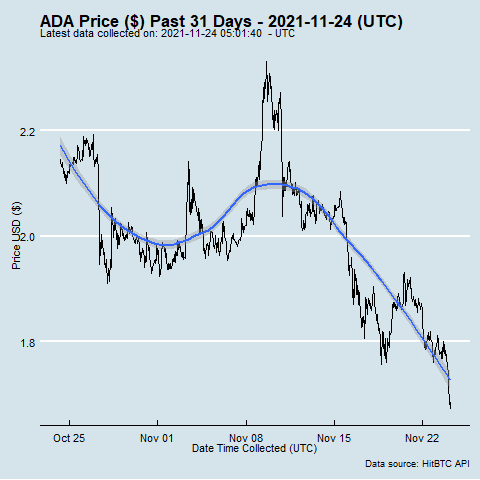 ADA Price ($) Past 31 Days - 2021-11-24 (UTC)
Latest data collected on: 2021-11-24 05:01:40 - UTC
2.2
2.0
1.8
Price USD ($)
Oct 25 Nov 01 Nov 08 Nov 15 Nov 22
Date Time Collected (UTC)
Data source: HitBTC API